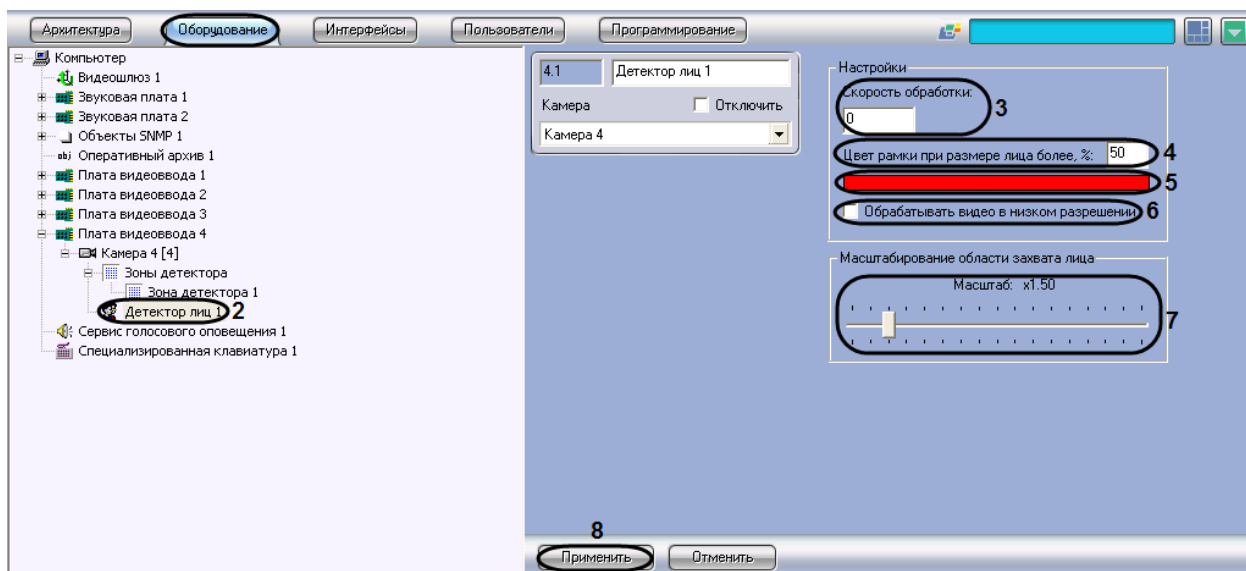 Архитектура Оборудование Интерфейсы Пользователи Программирование
Компьютер
Видеошлюз 1
Звуковая плата 1
Звуковая плата 2
Объекты SNMP 1
obj Оперативный архив 1
Плата видеоввода 1
Плата видеоввода 2
Плата видеоввода 3
Плата видеоввода 4
Камера 4 [4]
Зоны детектора
Зона детектора 1
Детектор лиц 1 2
Сервис голосового оповещения 1
Специализированная клавиатура 1
4.1 Детектор лиц 1
Камера Отключить
Камера 4
Настройки
Скорость обработки:
0 3
Цвет рамки при размере лица более, %: 50 4
5
Обрабатывать видео в низком разрешении 6
Масштабирование области захвата лица
Масштаб: x1.50
7
8
Применить Отменить